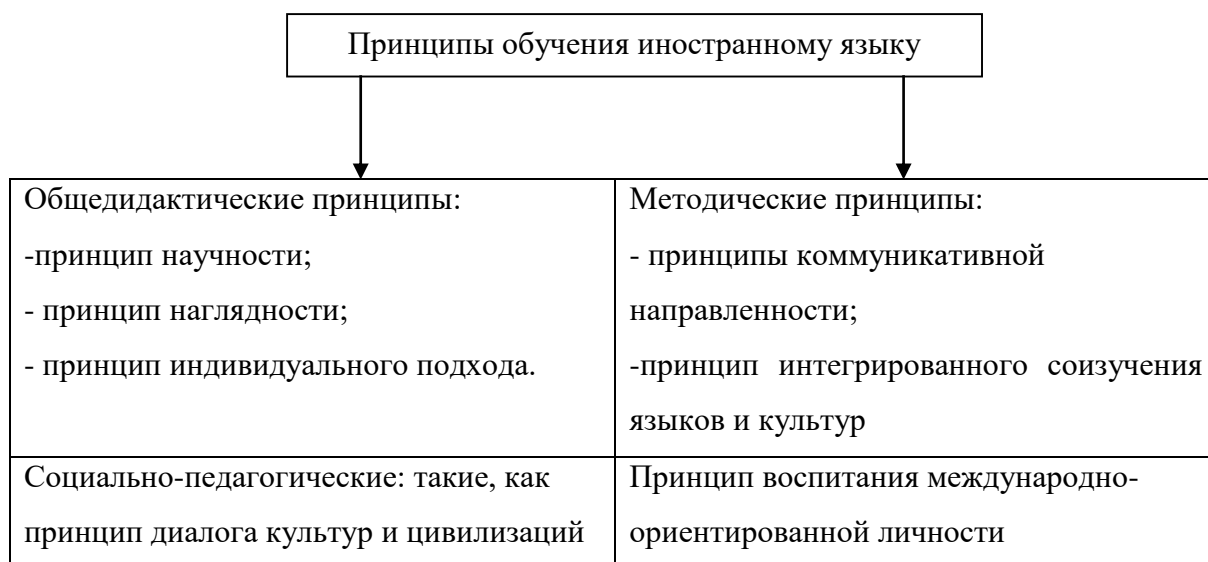 Принципы обучения иностранному языку
Общедидактические принципы:
-принцип научности;
- принцип наглядности;
- принцип индивидуального подхода.
Методические принципы:
- принципы коммуникативной
направленности;
-принцип интегрированного соизучения
языков и культур
Социально-педагогические: такие, как
принцип диалога культур и цивилизаций
Принцип воспитания международно-
ориентированной личности